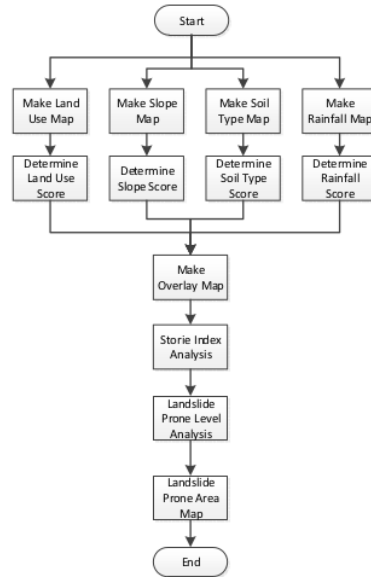 Start
Make Land
Use Map
Make Slope
Map
Make Soil
Type Map
Make
Rainfall Map
Determine
Land Use
Score
Determine
Slope Score
Determine
Soil Type
Score
Determine
Rainfall
Score
Make
Overlay Map
Storie Index
Analysis
Landslide
Prone Level
Analysis
Landslide
Prone Area
Map
End